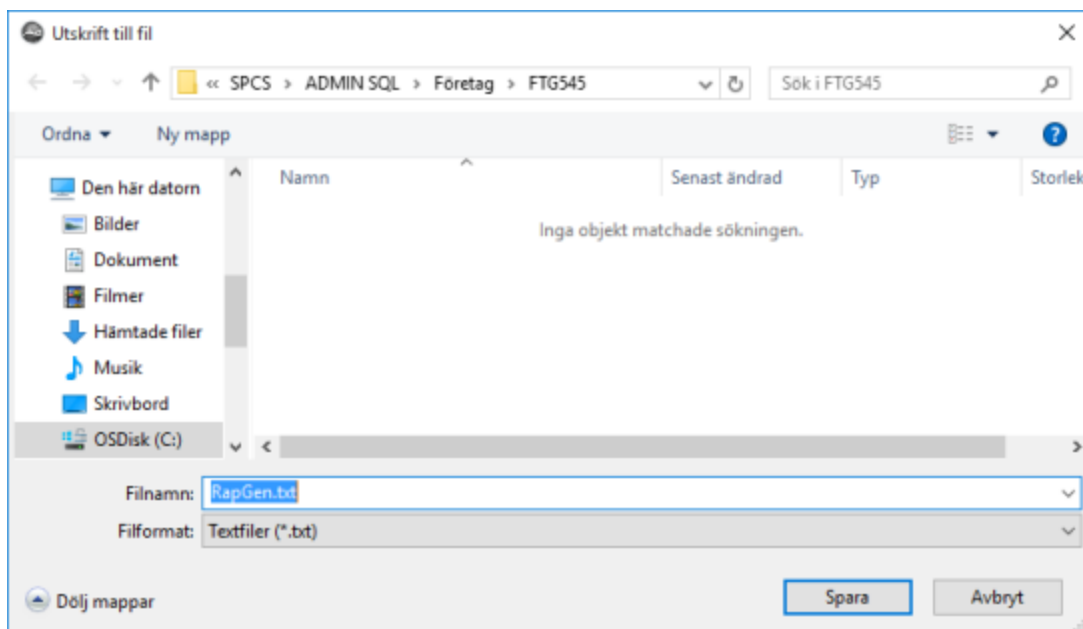 Utskrift till fil
« SPCS > ADMIN SQL > Företag > FTG545
Sök i FTG545
Ordna
Ny mapp
Namn
Senast ändrad
Typ
Storlek
Inga objekt matchade sökningen.
Den här datorn
Bilder
Dokument
Filmer
Hämtade filer
Musik
Skrivbord
OSDisk (C:)
Filnamn: RapGen.txt
Filformat: Textfiler (*.txt)
Dölj mappar
Spara
Avbryt